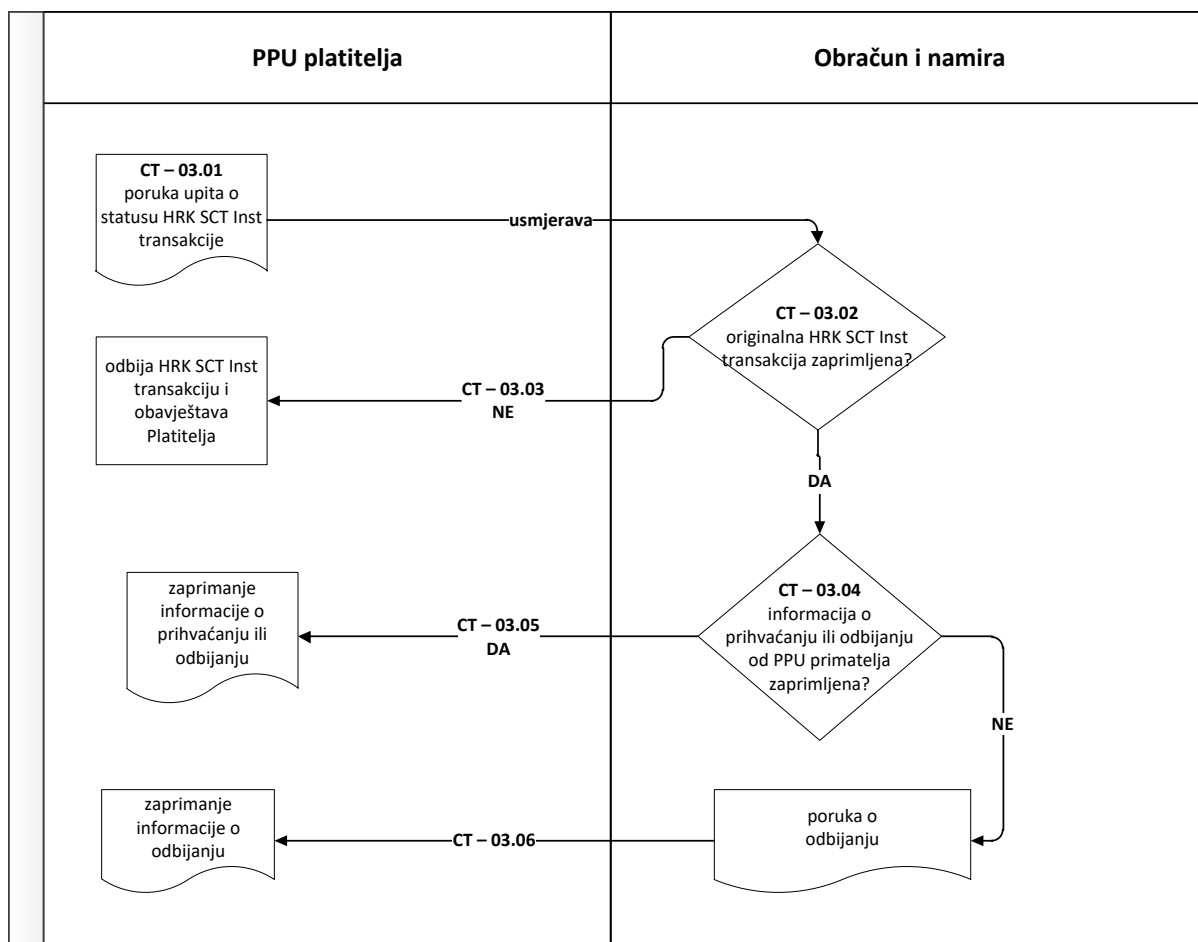 PPU platitelja
Obračun i namira
CT – 03.01
poruka upita o
statusu HRK SCT Inst
transakcije
usmjerava
CT – 03.02
originalna HRK SCT Inst
transakcija zaprimljena?
odbija HRK SCT Inst
transakciju i
obavještava
Platitelja
CT – 03.03
NE
DA
CT – 03.04
informacija o
prihvaćanju ili odbijanju
od PPU primatelja
zaprimljena?
zaprimanje
informacije o
prihvaćanju ili
odbijanju
CT – 03.05
DA
NE
zaprimanje
informacije o
odbijanju
CT – 03.06
poruka o
odbijanju